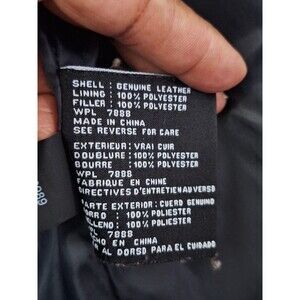 SHELL : GENUINE LEATHER
LINING : 100% POLYESTER
FILLER : 100% POLYESTER
WPL 7888
MADE IN CHINA
SEE REVERSE FOR CARE
EXTERIEUR : VRAI CUIR
DOUBLURE : 100% POLYESTER
BOURRE : 100% POLYESTER
WPL 7888
FABRIQUE EN CHINE
DIRECTIVES D'ENTRETIEN AU VERSO
PARTE EXTERIOR : CUERO GENUINO
FORRO : 100% POLIESTER
RELLENO : 100% POLIESTER
WPL 7888
HECHO EN CHINA
AL DORSO PARA EL CUIDADO